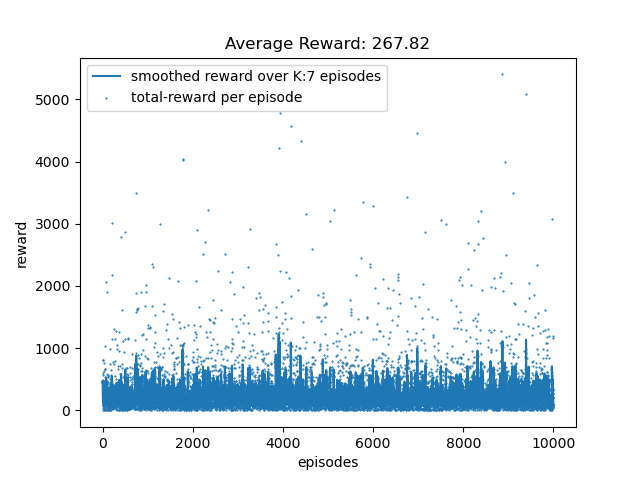 Average Reward: 267.82
smoothed reward over K:7 episodes
total-reward per episode
reward
5000
4000
3000
2000
1000
0
0 2000 4000 6000 8000 10000
episodes